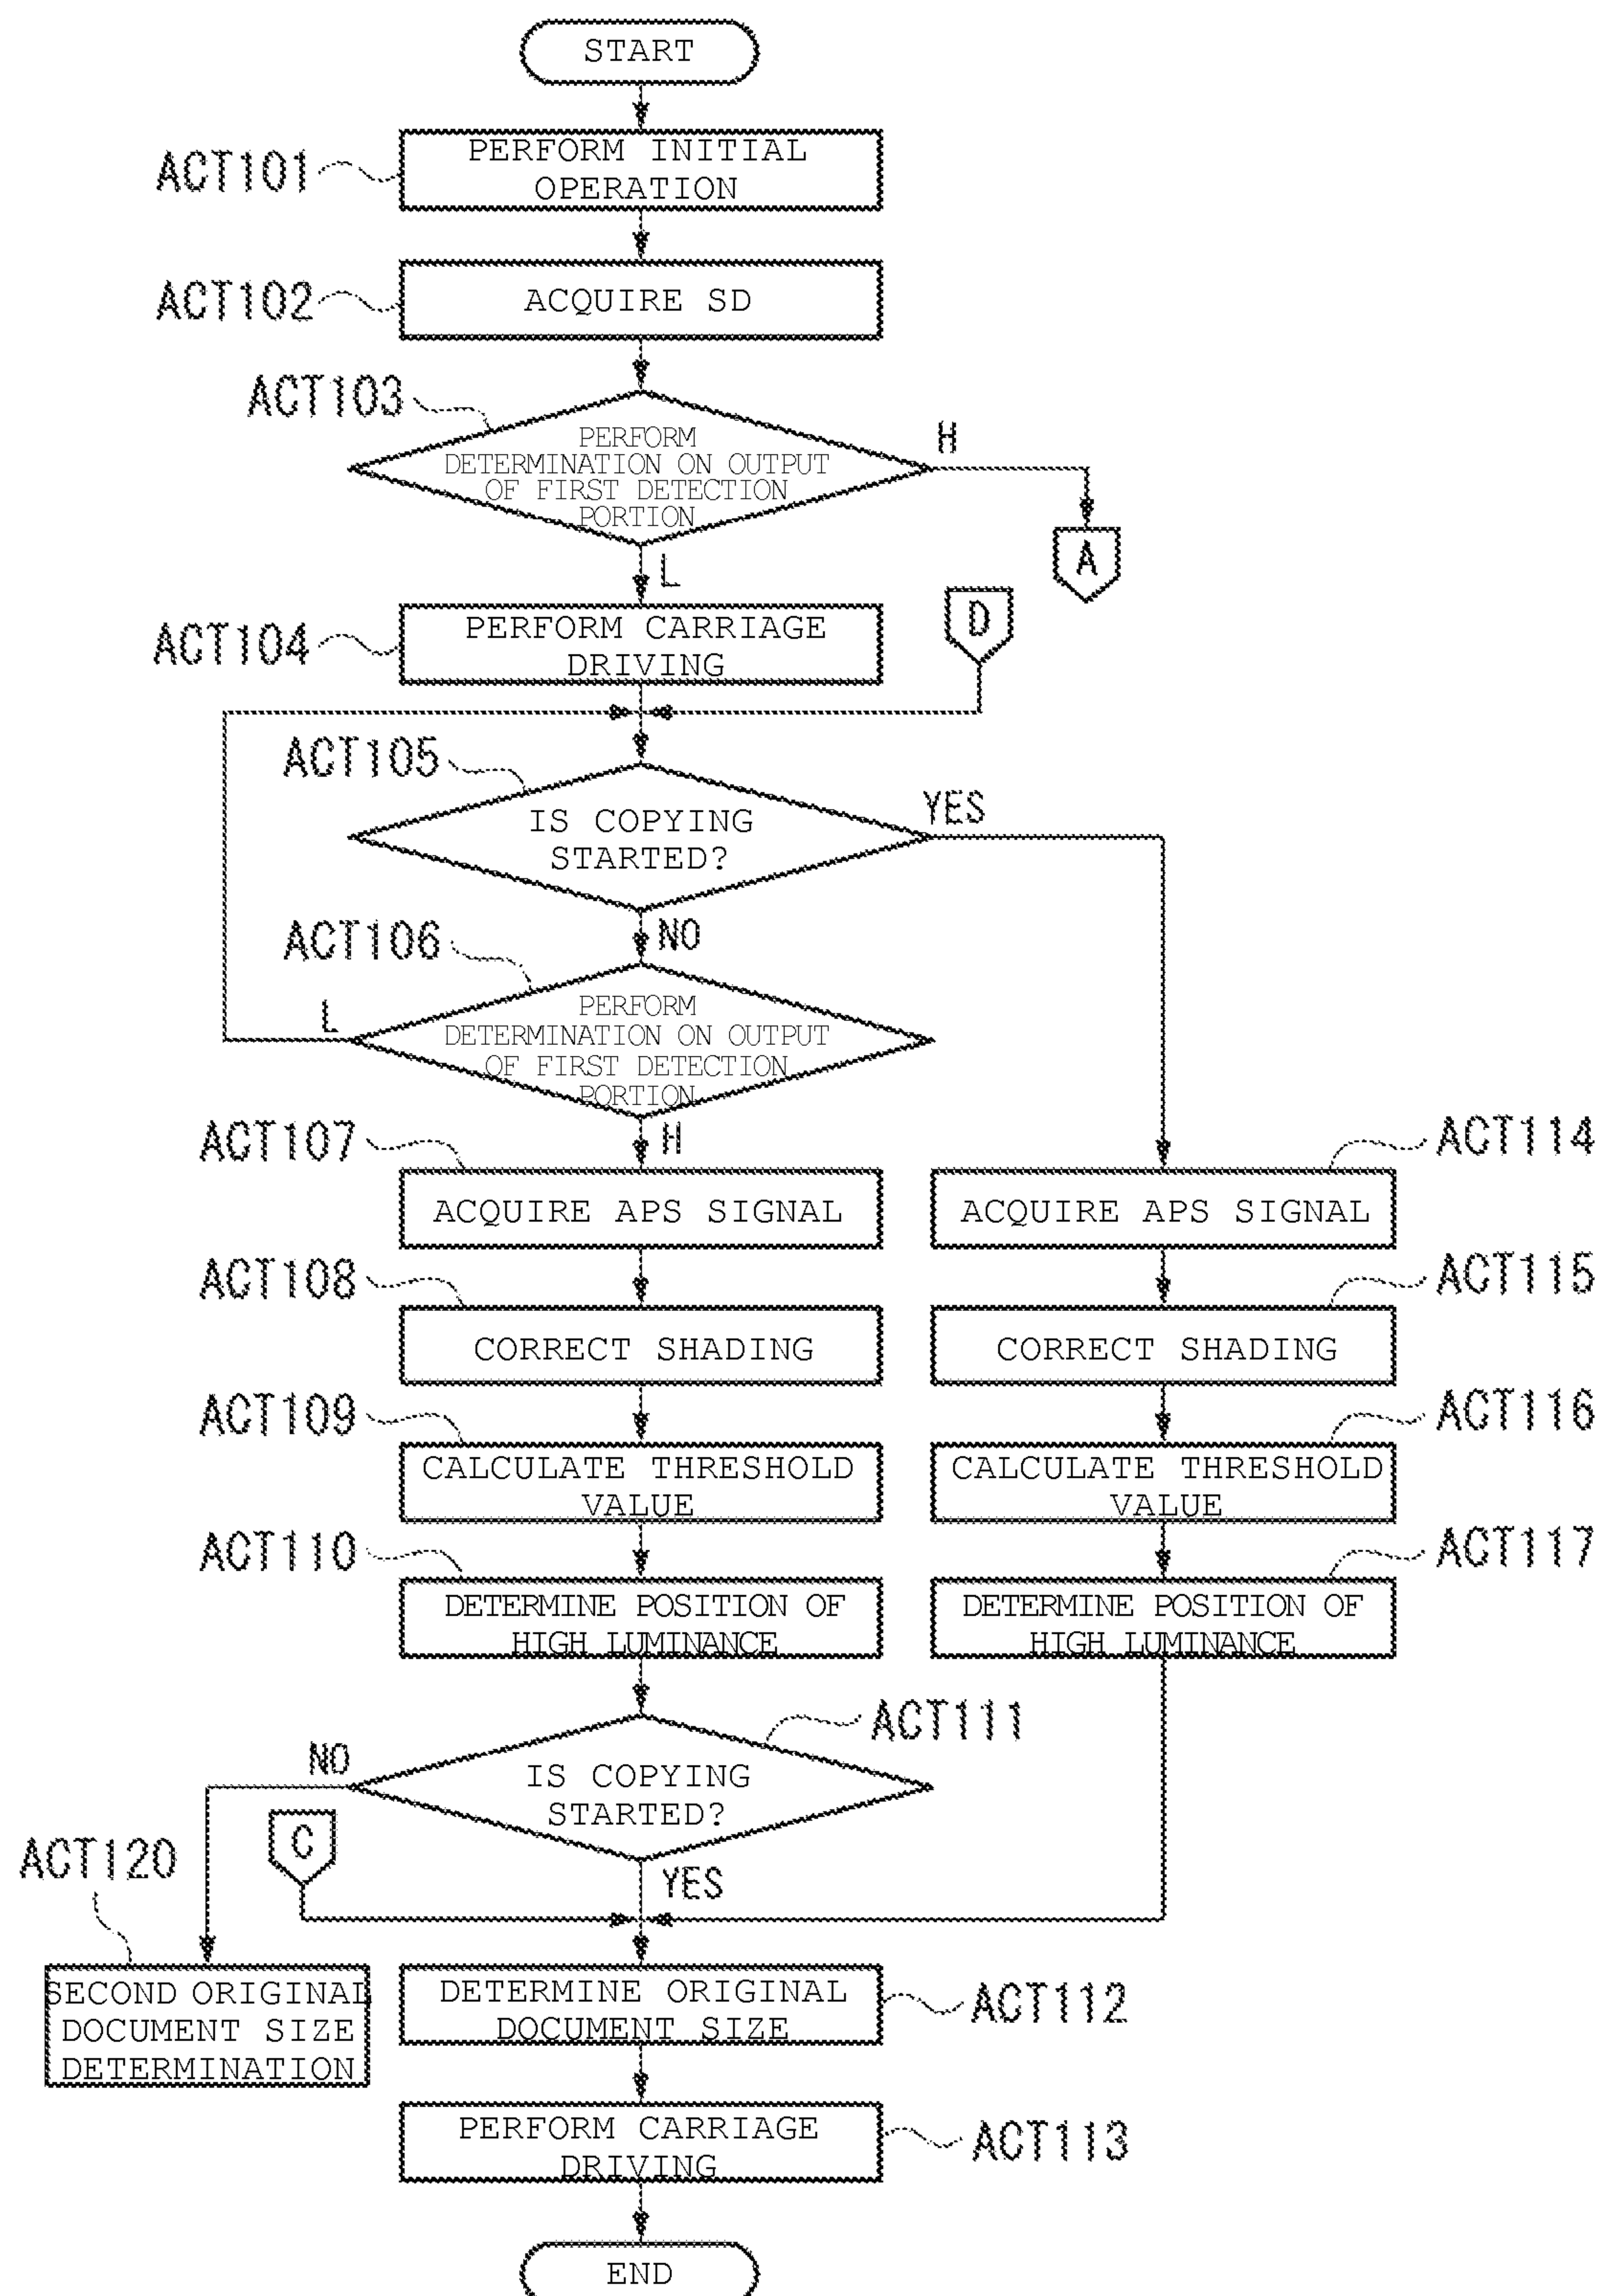 START
ACT101
PERFORM INITIAL
OPERATION
ACT102
ACQUIRE SD
ACT103
PERFORM
DETERMINATION ON OUTPUT
OF FIRST DETECTION
PORTION
H
A
L
ACT104
PERFORM CARRIAGE
DRIVING
D
ACT105
IS COPYING
STARTED?
YES
NO
ACT106
PERFORM
DETERMINATION ON OUTPUT
OF FIRST DETECTION
PORTION
L
H
ACT107
ACQUIRE APS SIGNAL
ACT114
ACQUIRE APS SIGNAL
ACT108
CORRECT SHADING
ACT115
CORRECT SHADING
ACT109
CALCULATE THRESHOLD
VALUE
ACT116
CALCULATE THRESHOLD
VALUE
ACT110
DETERMINE POSITION OF
HIGH LUMINANCE
ACT117
DETERMINE POSITION OF
HIGH LUMINANCE
ACT111
IS COPYING
STARTED?
NO
C
YES
ACT120
SECOND ORIGINAL
DOCUMENT SIZE
DETERMINATION
DETERMINE ORIGINAL
DOCUMENT SIZE
ACT112
PERFORM CARRIAGE
DRIVING
ACT113
END